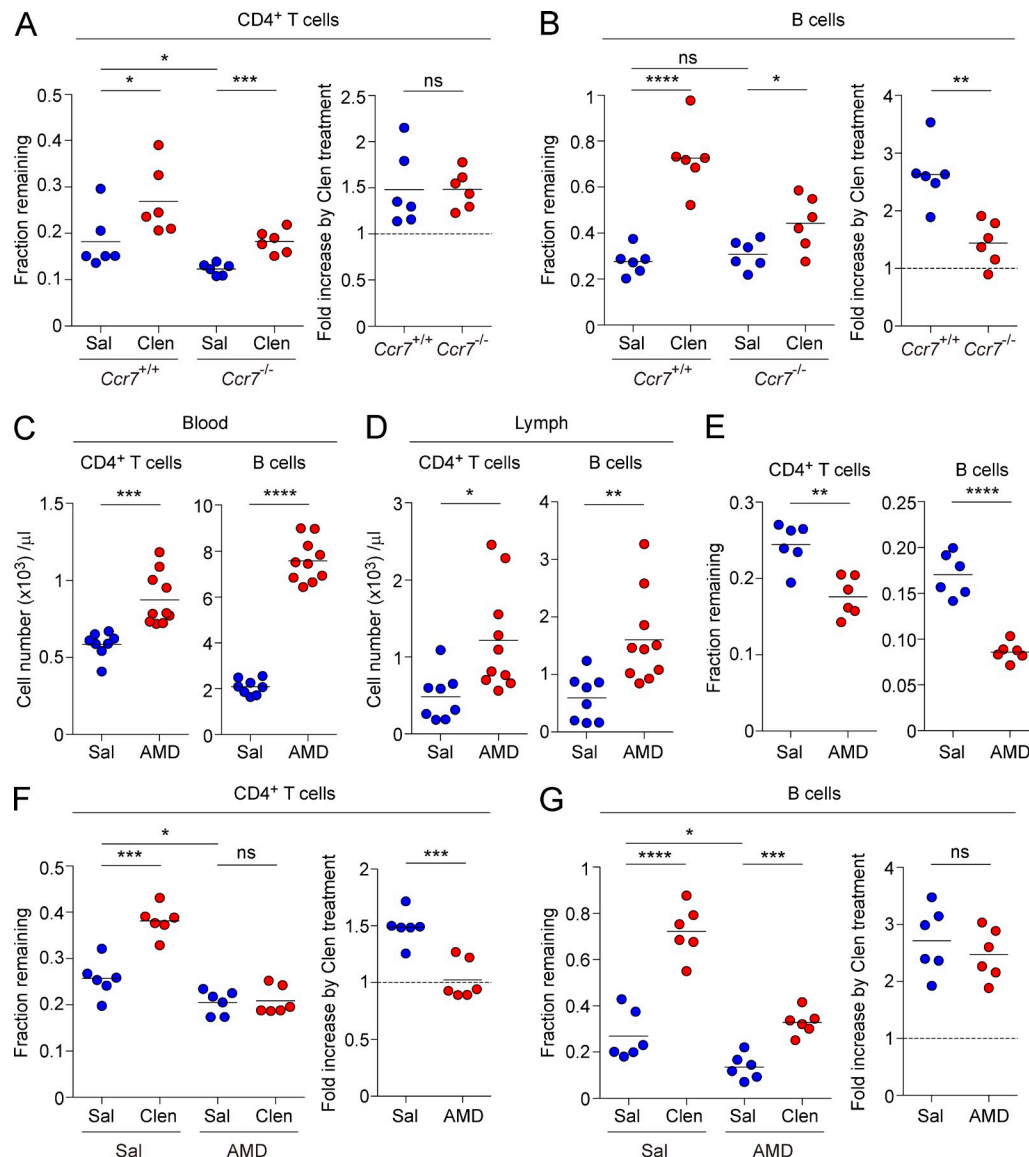 A
CD4+ T cells
*
*
***
Fraction remaining
0.5
0.4
0.3
0.2
0.1
0
Sal Clen Sal Clen
Ccr7+/+ Ccr7-/-
ns
Fold increase by Clen treatment
2.5
2
1.5
1
0.5
0
Ccr7+/+ Ccr7-/-
B
B cells
ns
****
*
Fraction remaining
1
0.8
0.6
0.4
0.2
0
Sal Clen Sal Clen
Ccr7+/+ Ccr7-/-
**
Fold increase by Clen treatment
4
3
2
1
0
Ccr7+/+ Ccr7-/-
C
Blood
CD4+ T cells
***
Cell number (x103) /µl
1.5
1
0.5
0
Sal AMD
B cells
****
10
8
6
4
2
0
Sal AMD
D
Lymph
CD4+ T cells
*
Cell number (x103) /µl
3
2
1
0
Sal AMD
B cells
**
4
3
2
1
0
Sal AMD
E
CD4+ T cells
**
Fraction remaining
0.3
0.2
0.1
0
Sal AMD
B cells
****
0.25
0.20
0.15
0.10
0.05
0.00
Sal AMD
F
CD4+ T cells
*
***
ns
Fraction remaining
0.5
0.4
0.3
0.2
0.1
0
Sal Clen Sal Clen
Sal AMD
***
Fold increase by Clen treatment
2
1.5
1
0.5
0
Sal AMD
G
B cells
*
****
***
Fraction remaining
1
0.8
0.6
0.4
0.2
0
Sal Clen Sal Clen
Sal AMD
ns
Fold increase by Clen treatment
4
3
2
1
0
Sal AMD